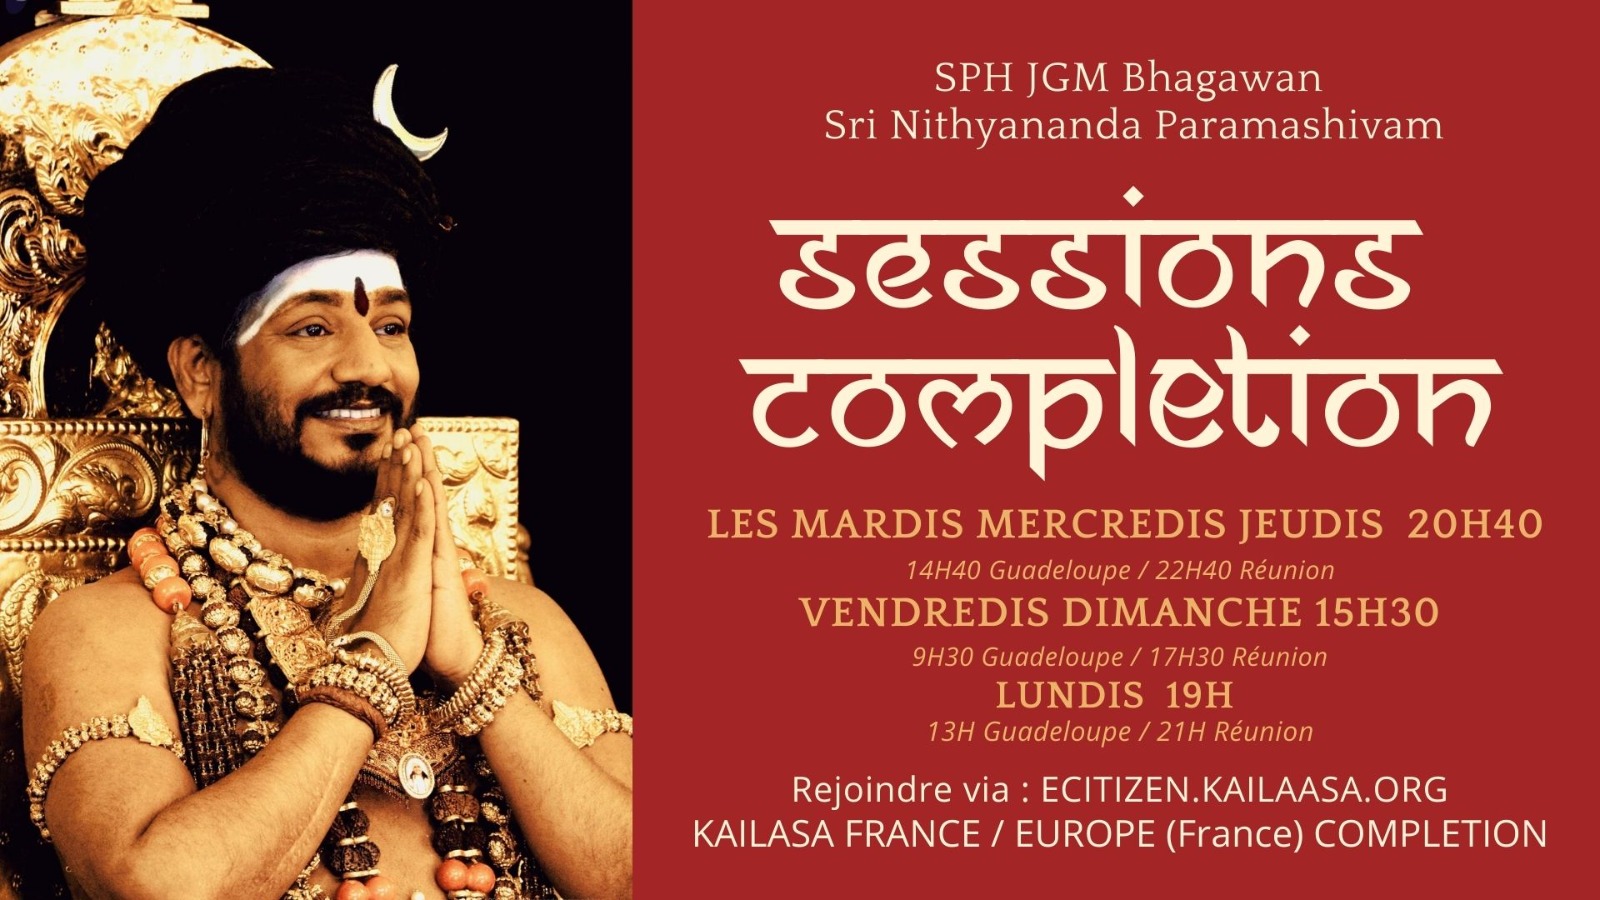 SPH JGM Bhagawan
Sri Nithyananda Paramashivam
sessions
completion
LES MARDIS MERCREDIS JEUDIS 20H40
14H40 Guadeloupe / 22H40 Réunion
VENDREDIS DIMANCHE 15H30
9H30 Guadeloupe / 17H30 Réunion
LUNDIS 19H
13H Guadeloupe / 21H Réunion
Rejoindre via : ECITIZEN.KAILAASA.ORG
KAILASA FRANCE / EUROPE (France) COMPLETION